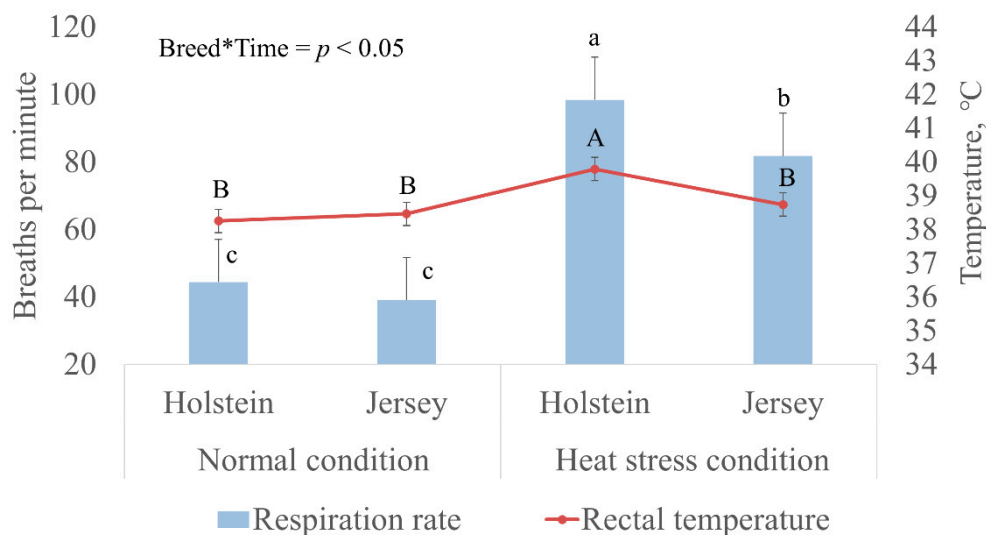 Breed*Time = p < 0.05
Breaths per minute
120
100
80
60
40
20
Temperature, °C
44
43
42
41
40
39
38
37
36
35
34
B
c
B
c
a
A
b
B
Holstein
Jersey
Holstein
Jersey
Normal condition
Heat stress condition
Respiration rate
Rectal temperature